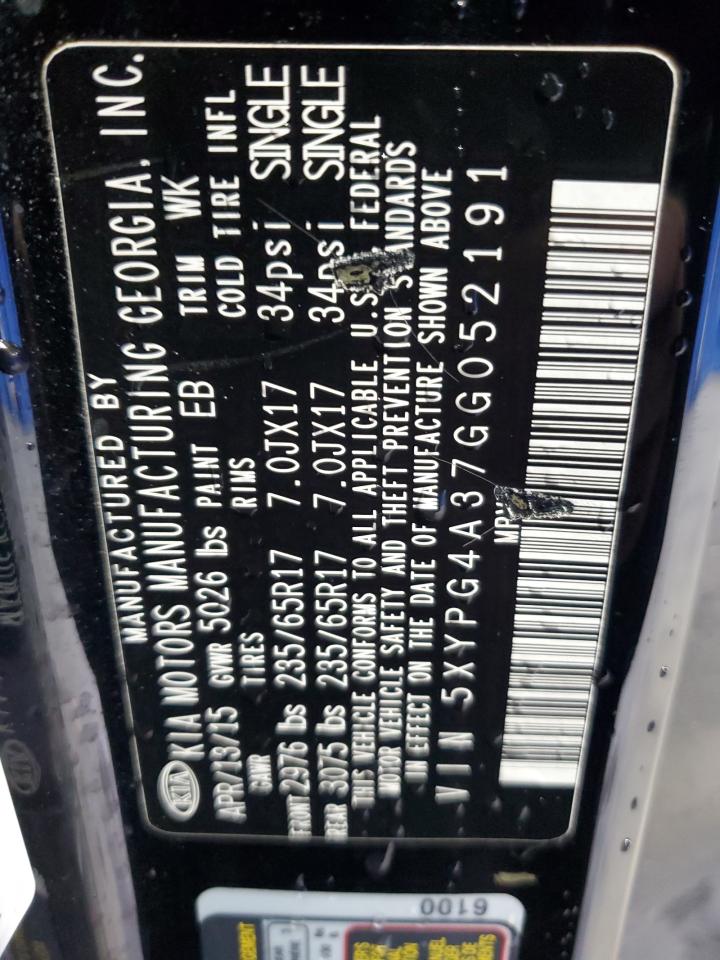 MANUFACTURED BY
KIA KIA MOTORS MANUFACTURING GEORGIA, INC.
APR/13/15 GVWR 5026 lbs PAINT EB TRIM WK
GAWR TIRES RIMS COLD TIRE INFL
FRONT 2976 lbs 235/65R17 7.0JX17 34psi SINGLE
REAR 3075 lbs 235/65R17 7.0JX17 34psi SINGLE
THIS VEHICLE CONFORMS TO ALL APPLICABLE U.S. FEDERAL
MOTOR VEHICLE SAFETY AND THEFT PREVENTION STANDARDS
IN EFFECT ON THE DATE OF MANUFACTURE SHOWN ABOVE
VIN 5XYPG4A37GG052191
6100